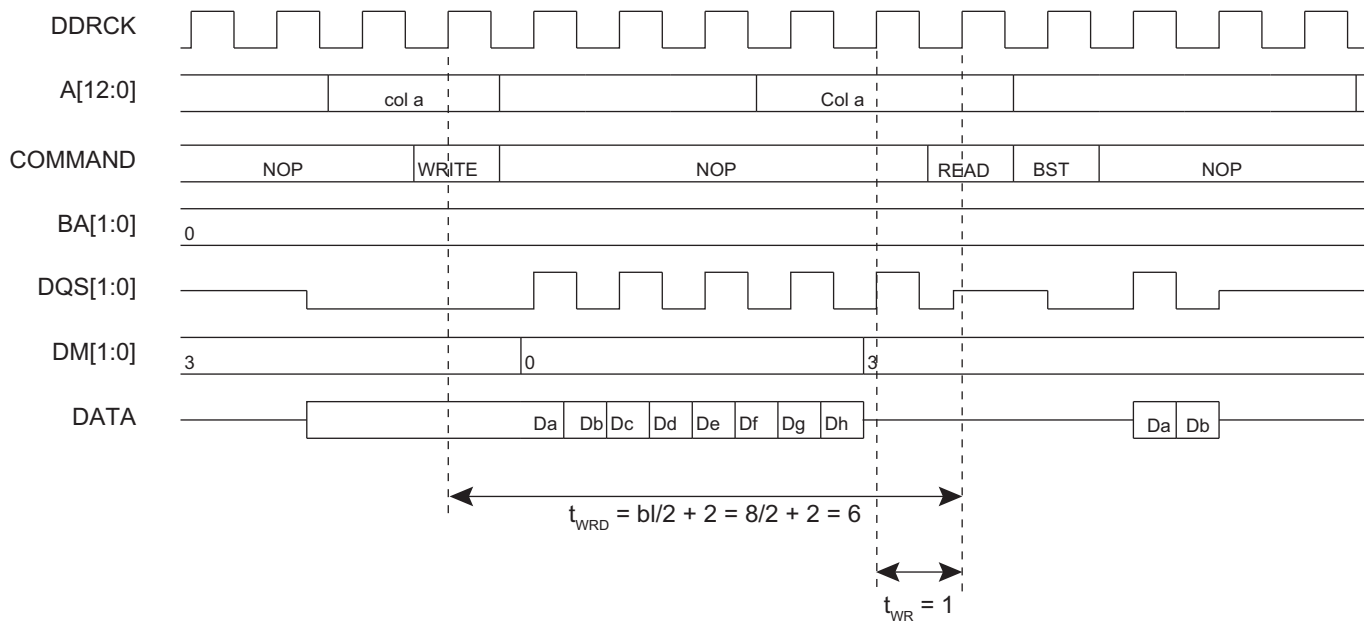 DDRCK
A[12:0]
col a
Col a
COMMAND
NOP
WRITE
NOP
READ
BST
NOP
BA[1:0]
0
DQS[1:0]
DM[1:0]
3
0
3
DATA
Da
Db
Dc
Dd
De
Df
Dg
Dh
Da
Db
tWRD = bl/2 + 2 = 8/2 + 2 = 6
tWR = 1